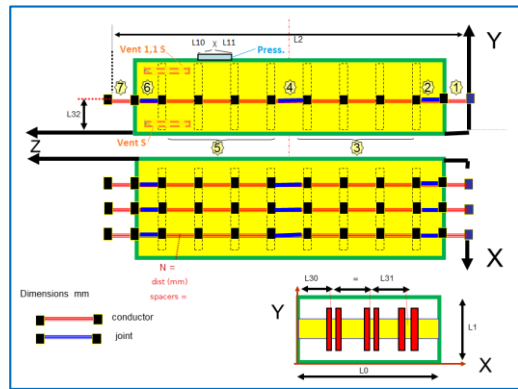 L10 X L11
L2
Y
Vent 1,1 S
Press.
7
6
4
2
1
L32
Vent S
Z
5
3
X
N =
dist (mm)
spacers =
Dimensions mm
conductor
joint
L30 = L31
Y
L1
L0
X